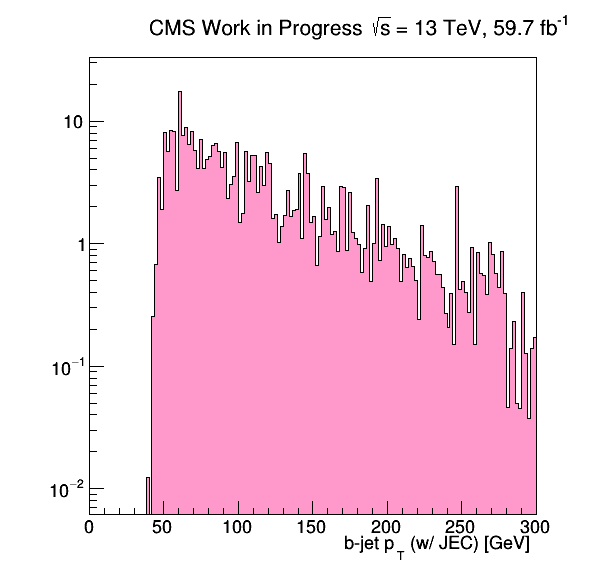 CMS Work in Progress √s = 13 TeV, 59.7 fb⁻¹
10
1
10⁻¹
10⁻²
0 50 100 150 200 250 300
b-jet p_T (w/ JEC) [GeV]